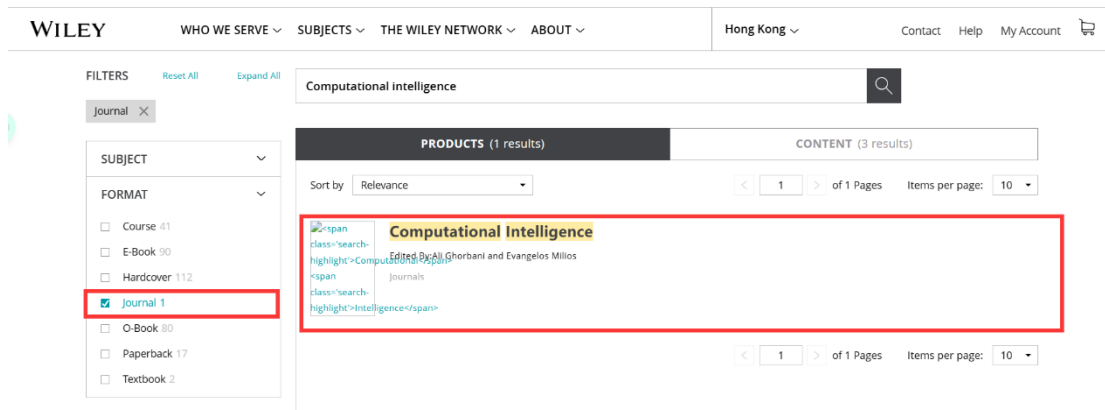 WILEY
WHO WE SERVE SUBJECTS THE WILEY NETWORK ABOUT Hong Kong Contact Help My Account
FILTERS Reset All Expand All
Computational intelligence
Journal
PRODUCTS (1 results) CONTENT (3 results)
SUBJECT
Sort by Relevance 1 of 1 Pages Items per page: 10
FORMAT
Course 41
E-Book 90
Hardcover 112
Journal 1
O-Book 80
Paperback 17
Textbook 2
<span
class='search-
highlight'>Computational</span>
<span
class='search-
highlight'>Intelligence</span>
Computational Intelligence
Edited By:Ali Ghorbani and Evangelos Milios
Journals
1 of 1 Pages Items per page: 10